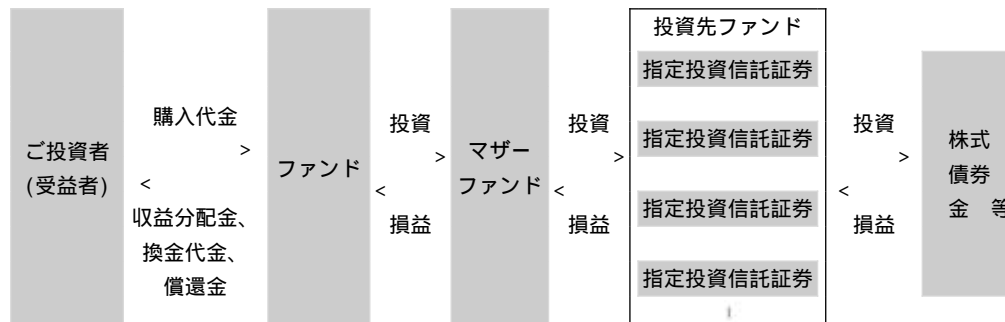 投資先ファンド
指定投資信託証券
購入代金
投資
投資
投資
>
指定投資信託証券
ご投資者
(受益者)
ファンド
>
マザー
ファンド
>
>
株式
債券
金 等
<
<
<
<
収益分配金、
換金代金、
償還金
損益
損益
指定投資信託証券
損益
指定投資信託証券